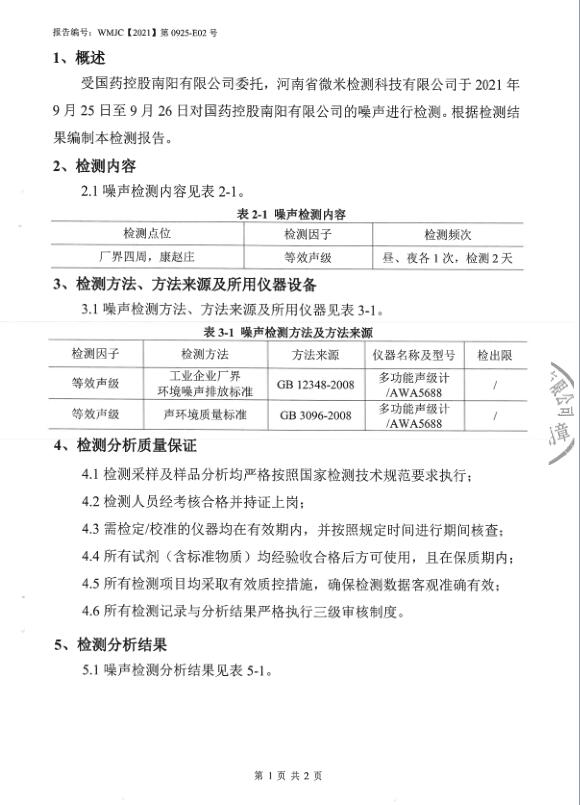 报告编号：WMJC【2021】第 0925-E02 号
1、概述
受国药控股南阳有限公司委托，河南省微米检测科技有限公司于 2021 年
9 月 25 日至 9 月 26 日对国药控股南阳有限公司的噪声进行检测。根据检测结
果编制本检测报告。
2、检测内容
2.1 噪声检测内容见表 2-1。
表 2-1 噪声检测内容
检测点位 检测因子 检测频次
厂界四周，康赵庄 等效声级 昼、夜各 1 次，检测 2 天
3、检测方法、方法来源及所用仪器设备
3.1 噪声检测方法、方法来源及所用仪器见表 3-1。
表 3-1 噪声检测方法及方法来源
检测因子 检测方法 方法来源 仪器名称及型号 检出限
等效声级 工业企业厂界 环境噪声排放标准 GB 12348-2008 多功能声级计 /AWA5688 /
等效声级 声环境质量标准 GB 3096-2008 多功能声级计 /AWA5688 /
4、检测分析质量保证
4.1 检测采样及样品分析均严格按照国家检测技术规范要求执行；
4.2 检测人员经考核合格并持证上岗；
4.3 需检定/校准的仪器均在有效期内，并按照规定时间进行期间核查；
4.4 所有试剂（含标准物质）均经验收合格后方可使用，且在保质期内；
4.5 所有检测项目均采取有效质控措施，确保检测数据客观准确有效；
4.6 所有检测记录与分析结果严格执行三级审核制度。
5、检测分析结果
5.1 噪声检测分析结果见表 5-1。
限公司
章
第 1 页 共 2 页